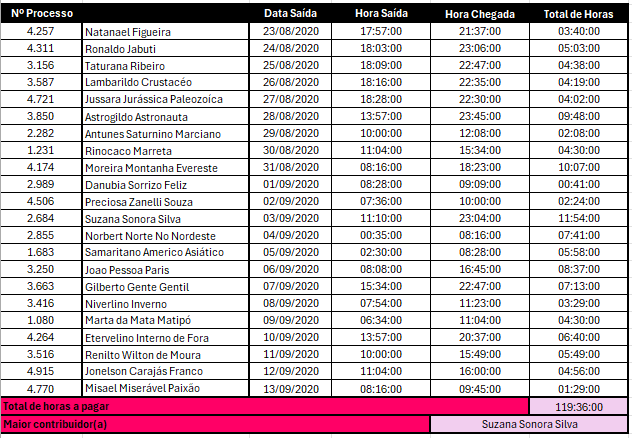 Nº Processo Data Saída Hora Saída Hora Chegada Total de Horas
4.257 Natanael Figueira 23/08/2020 17:57:00 21:37:00 03:40:00
4.311 Ronaldo Jabuti 24/08/2020 18:03:00 23:06:00 05:03:00
3.156 Taturana Ribeiro 25/08/2020 18:09:00 22:47:00 04:38:00
3.587 Lambarildo Crustacéo 26/08/2020 18:16:00 22:35:00 04:19:00
4.721 Jussara Jurássica Paleozoíca 27/08/2020 18:28:00 22:30:00 04:02:00
3.850 Astrogildo Astronauta 28/08/2020 13:57:00 23:45:00 09:48:00
2.282 Antunes Saturnino Marciano 29/08/2020 10:00:00 12:08:00 02:08:00
1.231 Rinocaco Marreta 30/08/2020 11:04:00 15:34:00 04:30:00
4.174 Moreira Montanha Evereste 31/08/2020 08:16:00 18:23:00 10:07:00
2.989 Danubia Sorrizo Feliz 01/09/2020 08:28:00 09:09:00 00:41:00
4.506 Preciosa Zanelli Souza 02/09/2020 07:36:00 10:00:00 02:24:00
2.684 Suzana Sonora Silva 03/09/2020 11:10:00 23:04:00 11:54:00
2.855 Norbert Norte No Nordeste 04/09/2020 00:35:00 08:16:00 07:41:00
1.683 Samaritano Americo Asiático 05/09/2020 02:30:00 08:28:00 05:58:00
3.250 Joao Pessoa Paris 06/09/2020 08:08:00 16:45:00 08:37:00
3.663 Gilberto Gente Gentil 07/09/2020 15:34:00 22:47:00 07:13:00
3.416 Niverlino Inverno 08/09/2020 07:54:00 11:23:00 03:29:00
1.080 Marta da Mata Matipó 09/09/2020 06:34:00 11:04:00 04:30:00
4.264 Etervelino Interno de Fora 10/09/2020 13:57:00 20:37:00 06:40:00
3.516 Renilto Wilton de Moura 11/09/2020 10:00:00 15:49:00 05:49:00
4.915 Jonelson Carajás Franco 12/09/2020 11:04:00 16:00:00 04:56:00
4.770 Misael Miserável Paixão 13/09/2020 08:16:00 09:45:00 01:29:00
Total de horas a pagar 119:36:00
Maior contribuidor(a) Suzana Sonora Silva